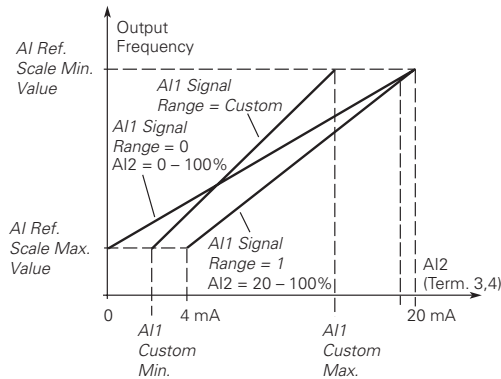 Output
Frequency
AI Ref.
Scale Min.
Value
AI1 Signal
Range = Custom
AI1 Signal
Range = 0
AI2 = 0 – 100%
AI Ref.
Scale Max.
Value
AI1 Signal
Range = 1
AI2 = 20 – 100%
AI2
(Term. 3,4)
0
4 mA
20 mA
AI1
Custom
Min.
AI1
Custom
Max.